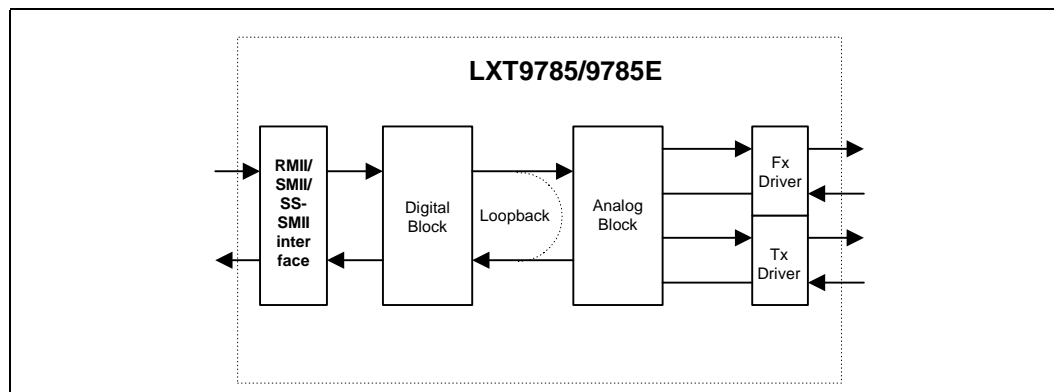 LXT9785/9785E
RMII/
SMII/
SS-
SMII
inter
face
Digital
Block
Loopback
Analog
Block
Fx
Driver
Tx
Driver